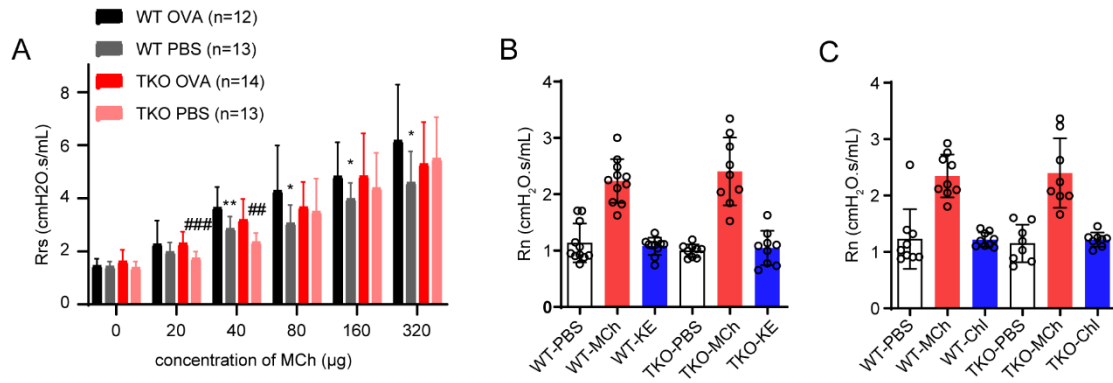 A
WT OVA (n=12)
WT PBS (n=13)
TKO OVA (n=14)
TKO PBS (n=13)
Rrs (cmH2O.s/mL)
8
6
4
2
0
###
**
##
*
*
*
0 20 40 80 160 320
concentration of MCh (µg)
B
Rn (cmH₂O.s/mL)
4
3
2
1
0
WT-PBS
WT-MCh
WT-KE
TKO-PBS
TKO-MCh
TKO-KE
C
Rn (cmH₂O.s/mL)
4
3
2
1
0
WT-PBS
WT-MCh
WT-Chl
TKO-PBS
TKO-MCh
TKO-Chl